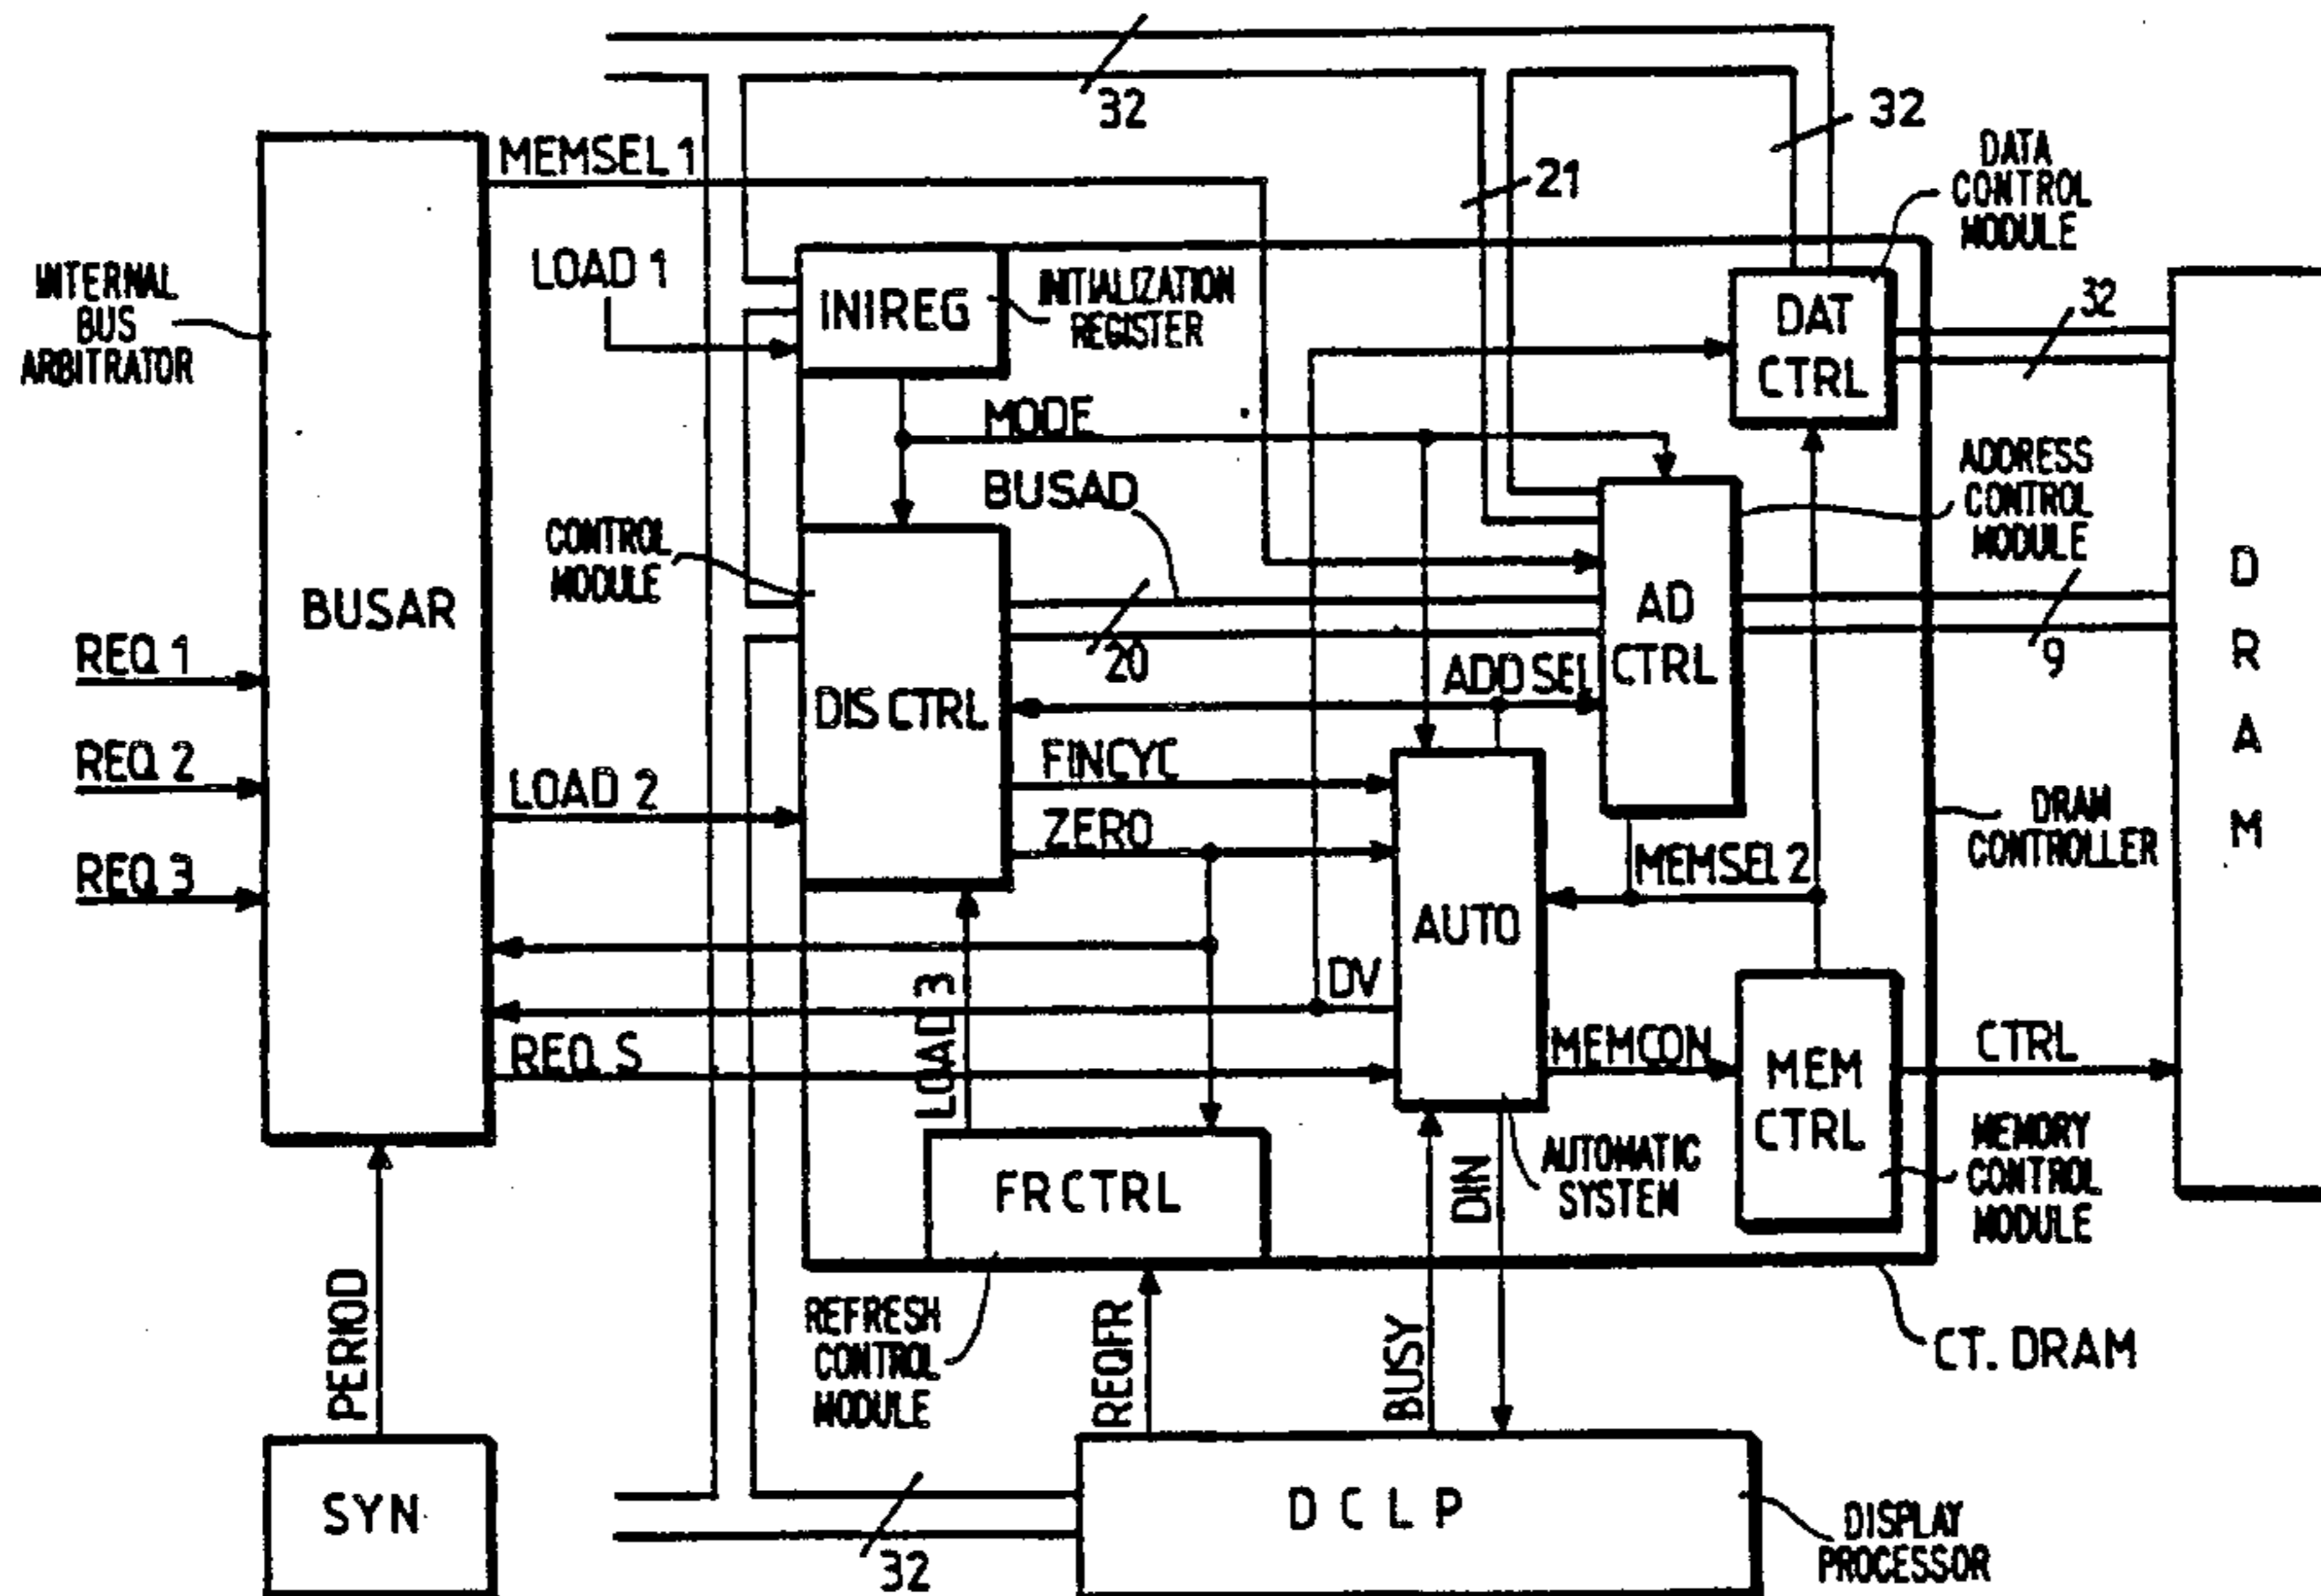 32
32
MEMSEL 1
DATA
CONTROL
MODULE
21
LOAD 1
INTERNAL
BUS
ARBITRATOR
INIREG
INITIALIZATION
REGISTER
DAT
CTRL
32
MODE
BUSAD
ADDRESS
CONTROL
MODULE
CONTROL
MODULE
BUSAR
AD
CTRL
D
R
A
M
REQ 1
20
9
ADD SEL
DIS CTRL
REQ 2
FINCYC
LOAD 2
ZERO
DRAM
CONTROLLER
REQ 3
MEMSEL 2
AUTO
DV
LOAD 3
REQ S
MEMCON
MEM
CTRL
CTRL
FRCTRL
DIN
AUTOMATIC
SYSTEM
MEMORY
CONTROL
MODULE
PERIOD
REFRESH
CONTROL
MODULE
REQFR
BUSY
CT. DRAM
SYN
32
DCLP
DISPLAY
PROCESSOR